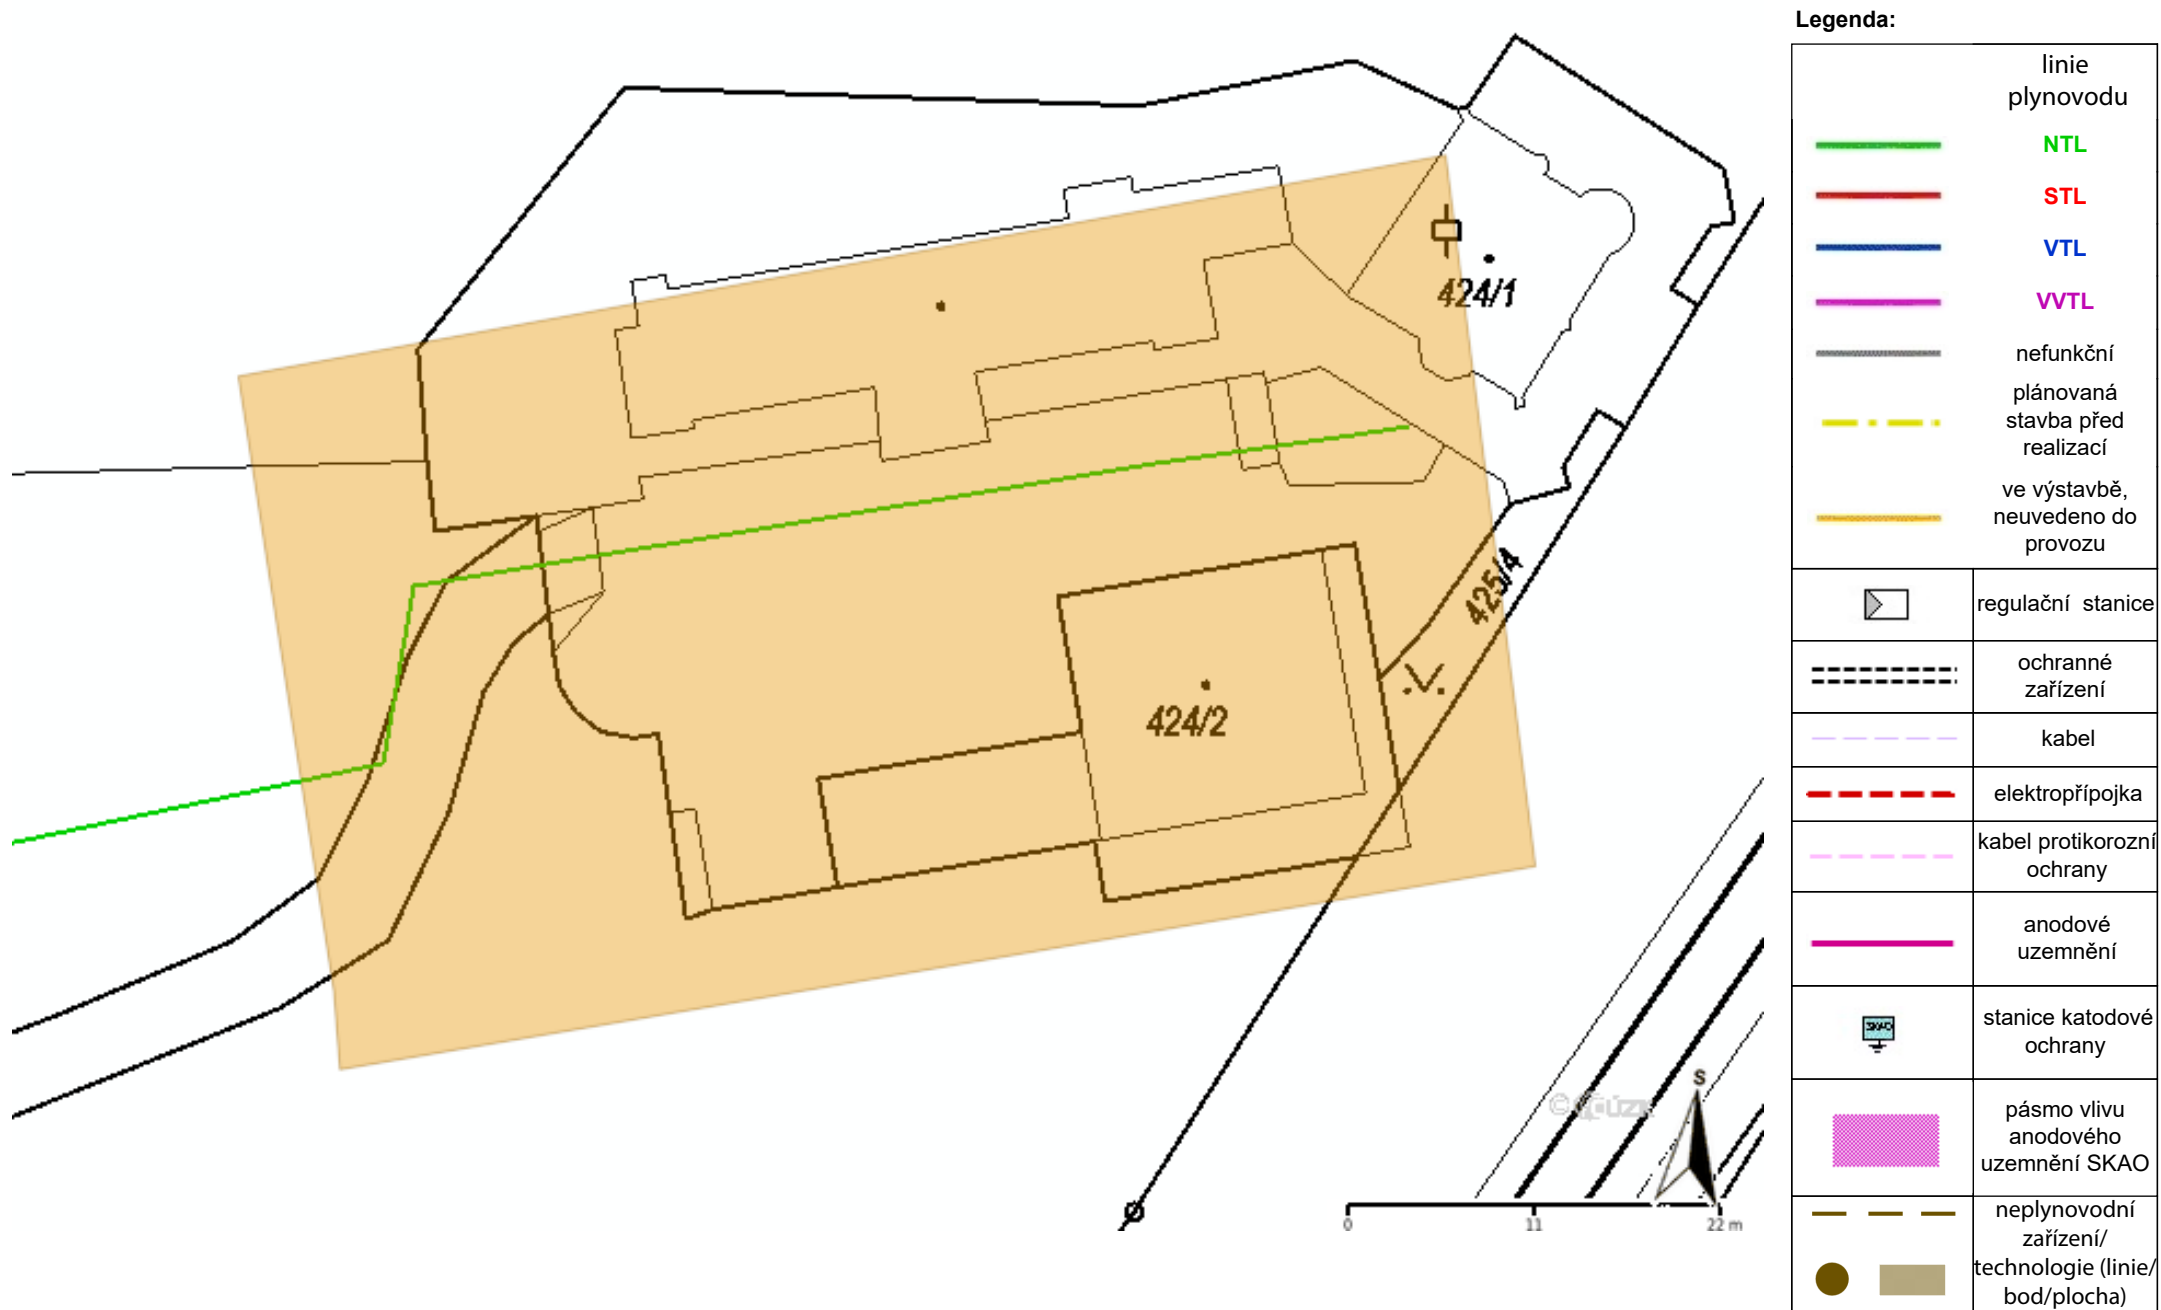 424/1
425/4
424/2
S
0 11 22 m
Legenda:
linie
plynovodu
NTL
STL
VTL
VVTL
nefunkční
plánovaná
stavba před
realizací
ve výstavbě,
neuvedeno do
provozu
regulační stanice
ochranné
zařízení
kabel
elektropřípojka
kabel protikorozní
ochrany
anodové
uzemnění
SKAO
stanice katodové
ochrany
pásmo vlivu
anodového
uzemnění SKAO
neplynovodní
zařízení/
technologie (linie/
bod/plocha)